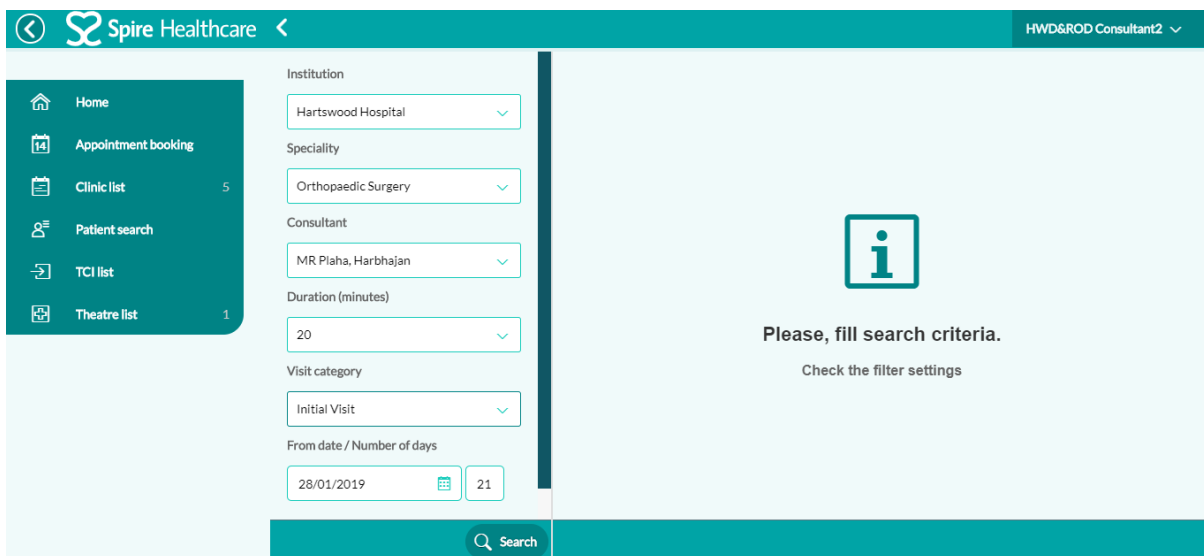 Spire Healthcare
HWD&ROD Consultant2
Home
14
Appointment booking
Clinic list 5
Patient search
TCI list
Theatre list 1
Institution
Hartswood Hospital
Speciality
Orthopaedic Surgery
Consultant
MR Plaha, Harbhajan
Duration (minutes)
20
Visit category
Initial Visit
From date / Number of days
28/01/2019 21
Search
i
Please, fill search criteria.
Check the filter settings